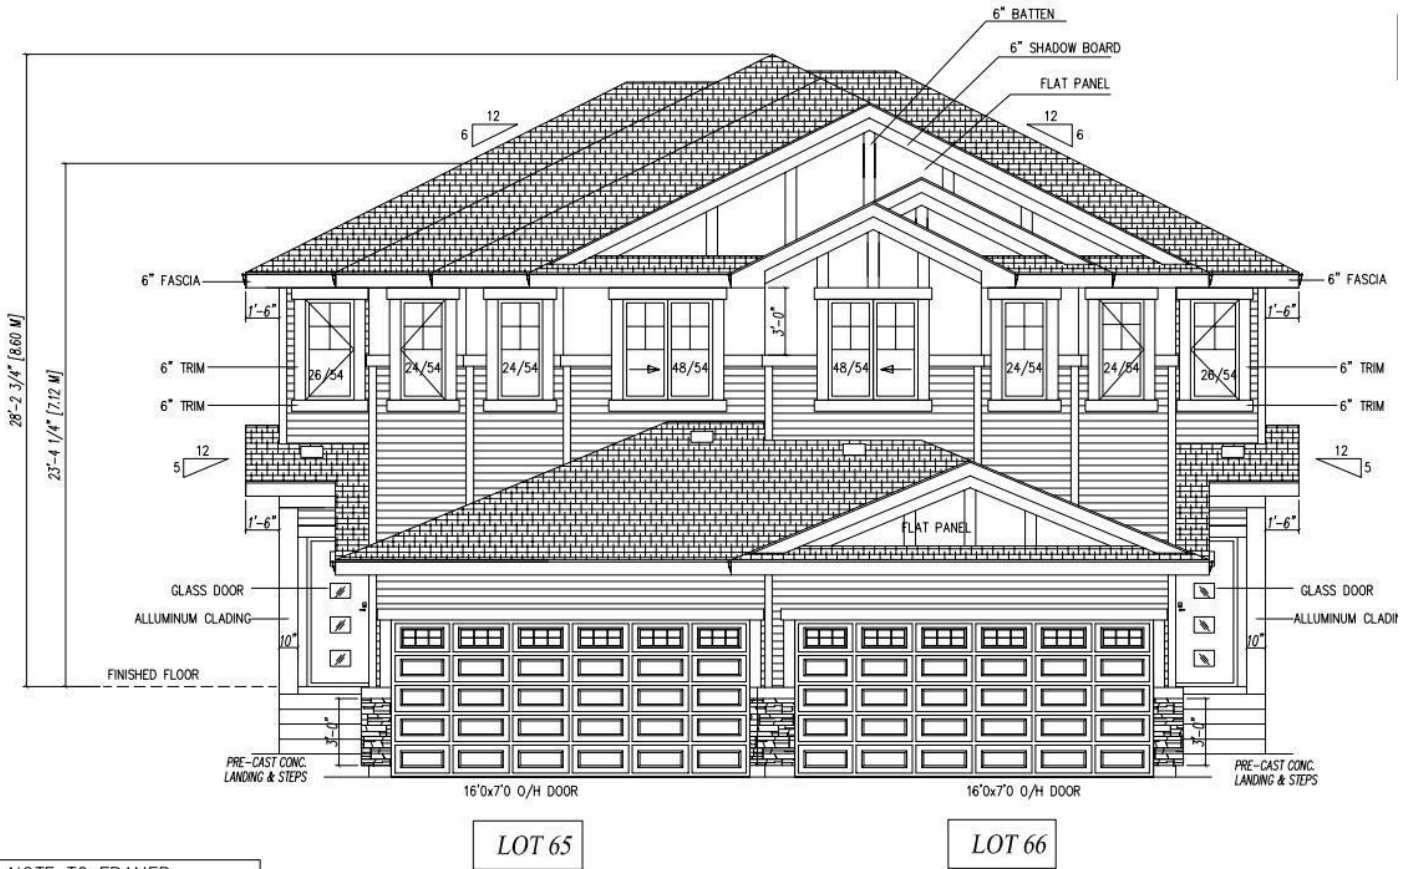 6" BATTEN
6" SHADOW BOARD
FLAT PANEL
12
6
12
6
6" FASCIA
6" FASCIA
1'-6"
1'-6"
3'-0"
28'-2 3/4" [8.60 M]
23'-4 1/4" [7.12 M]
6" TRIM
26/54
24/54
24/54
48/54
48/54
24/54
24/54
26/54
6" TRIM
6" TRIM
6" TRIM
12
5
12
5
1'-6"
1'-6"
FLAT PANEL
GLASS DOOR
GLASS DOOR
ALLUMINUM CLADING
ALLUMINUM CLADIN
10"
10"
FINISHED FLOOR
3'-0"
3'-0"
PRE-CAST CONC.
LANDING & STEPS
PRE-CAST CONC.
LANDING & STEPS
16'0x7'0 O/H DOOR
16'0x7'0 O/H DOOR
LOT 65
LOT 66
NOTE TO FRAMER